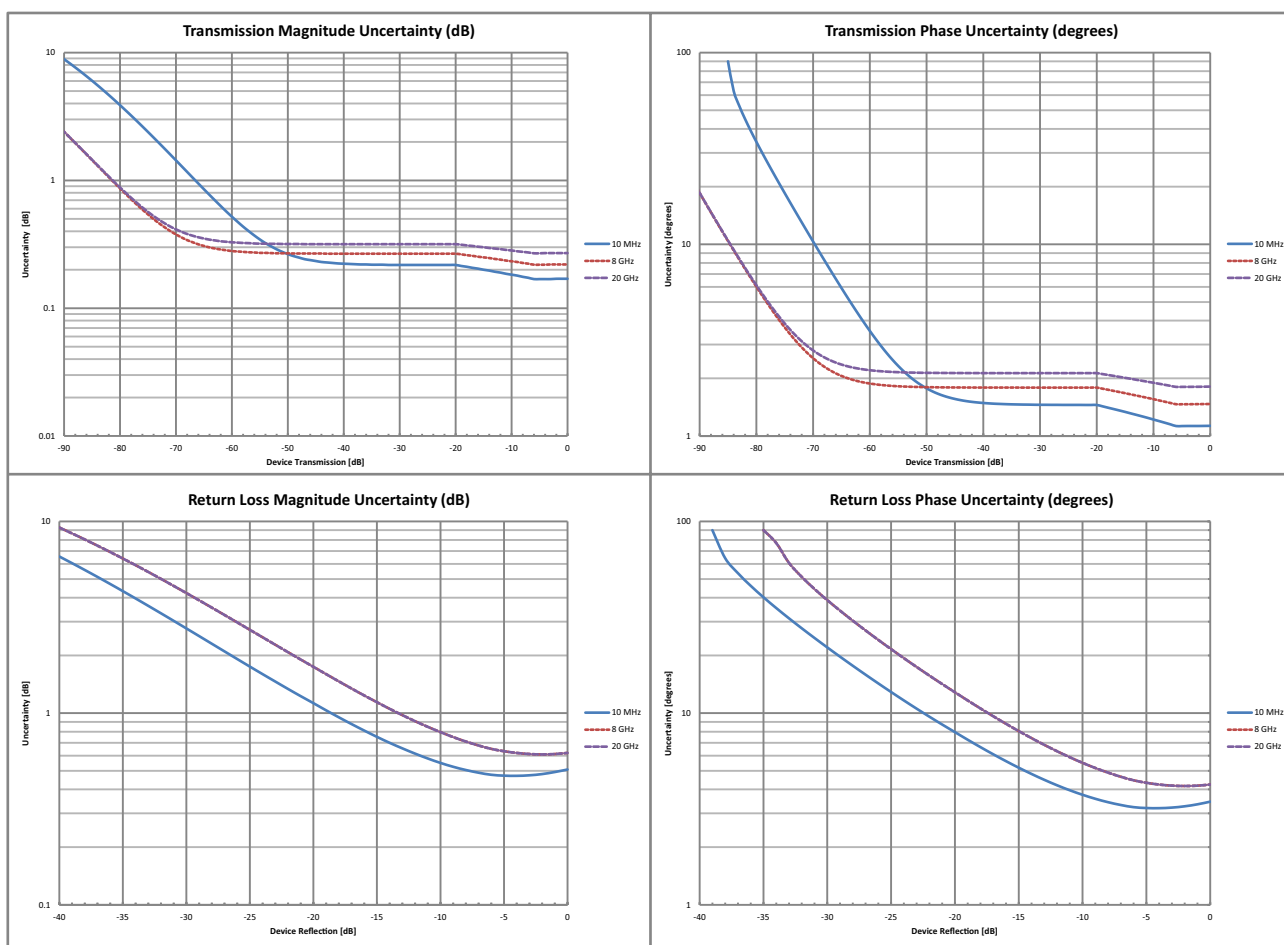 Transmission Magnitude Uncertainty (dB)
10
1
0.1
0.01
Uncertainty [dB]
-90 -80 -70 -60 -50 -40 -30 -20 -10 0
Device Transmission [dB]
10 MHz
8 GHz
20 GHz
Transmission Phase Uncertainty (degrees)
100
10
1
Uncertainty [degrees]
-90 -80 -70 -60 -50 -40 -30 -20 -10 0
Device Transmission [dB]
10 MHz
8 GHz
20 GHz
Return Loss Magnitude Uncertainty (dB)
10
1
0.1
Uncertainty [dB]
-40 -35 -30 -25 -20 -15 -10 -5 0
Device Reflection [dB]
10 MHz
8 GHz
20 GHz
Return Loss Phase Uncertainty (degrees)
100
10
1
Uncertainty [degrees]
-40 -35 -30 -25 -20 -15 -10 -5 0
Device Reflection [dB]
10 MHz
8 GHz
20 GHz